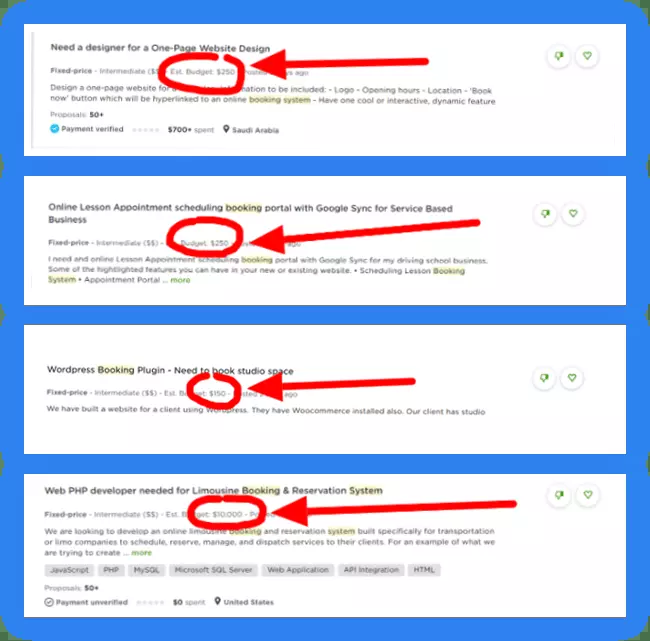 Need a designer for a One-Page Website Design
Fixed-price - Intermediate ($ Est. Budget: $250 ago
Design a one-page website for to be included: - Logo - Opening hours - Location - 'Book
now' button which will be hyperlinked to an online booking system - Have one cool or interactive, dynamic feature
Proposals: 50+
Payment verified $700+ spent Saudi Arabia
Online Lesson Appointment scheduling booking portal with Google Sync for Service Based
Business
Fixed-price - Intermediate ($$) - Budget: $250 ago
I need and online Lesson Appointment scheduling booking portal with Google Sync for my driving school business.
Some of the hightlighted features you can have in your new or existing website. • Scheduling Lesson Booking
System • Appointment Portal ... more
Wordpress Booking Plugin - Need to book studio space
Fixed-price - Intermediate ($$) - Est. $150 ago
We have built a website for a client using Wordpress. They have Woocommerce installed also. Our client has studio
Web PHP developer needed for Limousine Booking & Reservation System
Fixed-price - Intermediate ($$) - Est. Budget: $10,000
We are looking to develop an online limousine booking and reservation system built specifically for transportation
or limo companies to schedule, reserve, manage, and dispatch services to their clients. For an example of what we
are trying to create ... more
JavaScript PHP MySQL Microsoft SQL Server Web Application API Integration HTML
Proposals: 50+
Payment unverified $0 spent United States